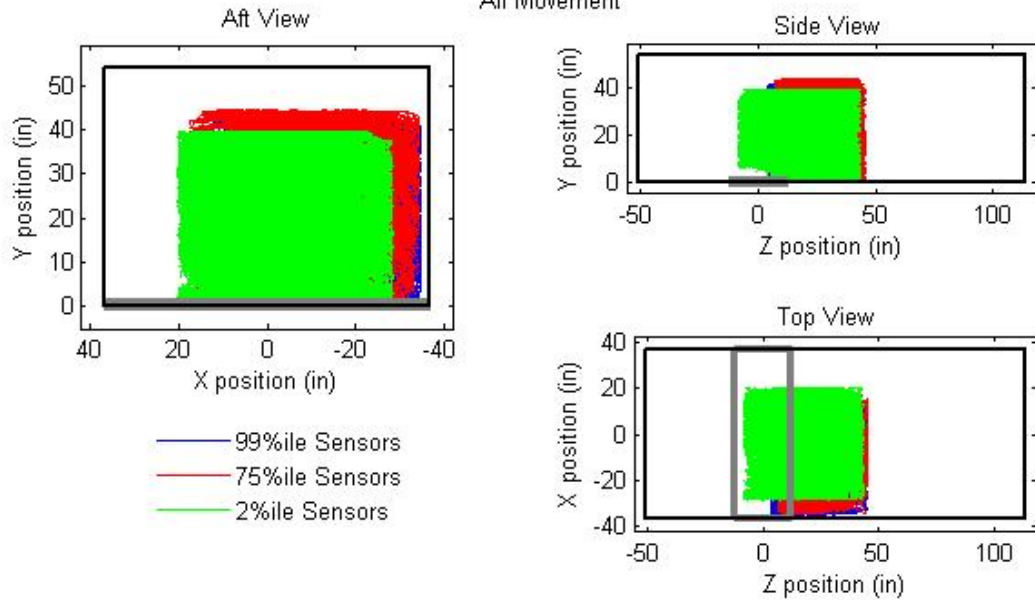 All Movement
Aft View
Y position (in)
50
40
30
20
10
0
40 20 0 -20 -40
X position (in)
Side View
Y position (in)
40
20
0
-50 0 50 100
Z position (in)
Top View
X position (in)
40
20
0
-20
-40
-50 0 50 100
Z position (in)
99%ile Sensors
75%ile Sensors
2%ile Sensors